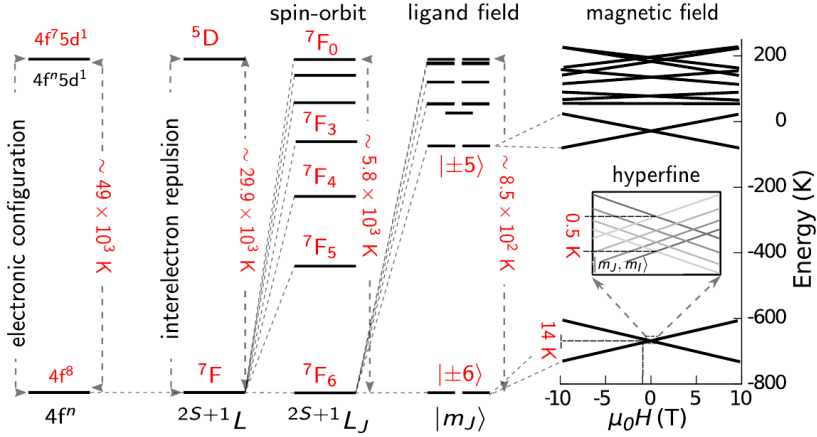 spin-orbit
ligand field
magnetic field
4f⁷5d¹
4fⁿ5d¹
⁵D
⁷F₀
⁷F₃
⁷F₄
⁷F₅
⁷F₆
⁷F
4f⁸
4fⁿ
²ˢ⁺¹L
²ˢ⁺¹L_J
|m_J⟩
|±5⟩
|±6⟩
electronic configuration
~ 49 × 10³ K
interelectron repulsion
~ 29.9 × 10³ K
~ 5.8 × 10³ K
~ 8.5 × 10² K
hyperfine
0.5 K
|m_J, m_I⟩
14 K
200
0
-200
-400
-600
-800
Energy (K)
-10 -5 0 5 10
μ₀H (T)